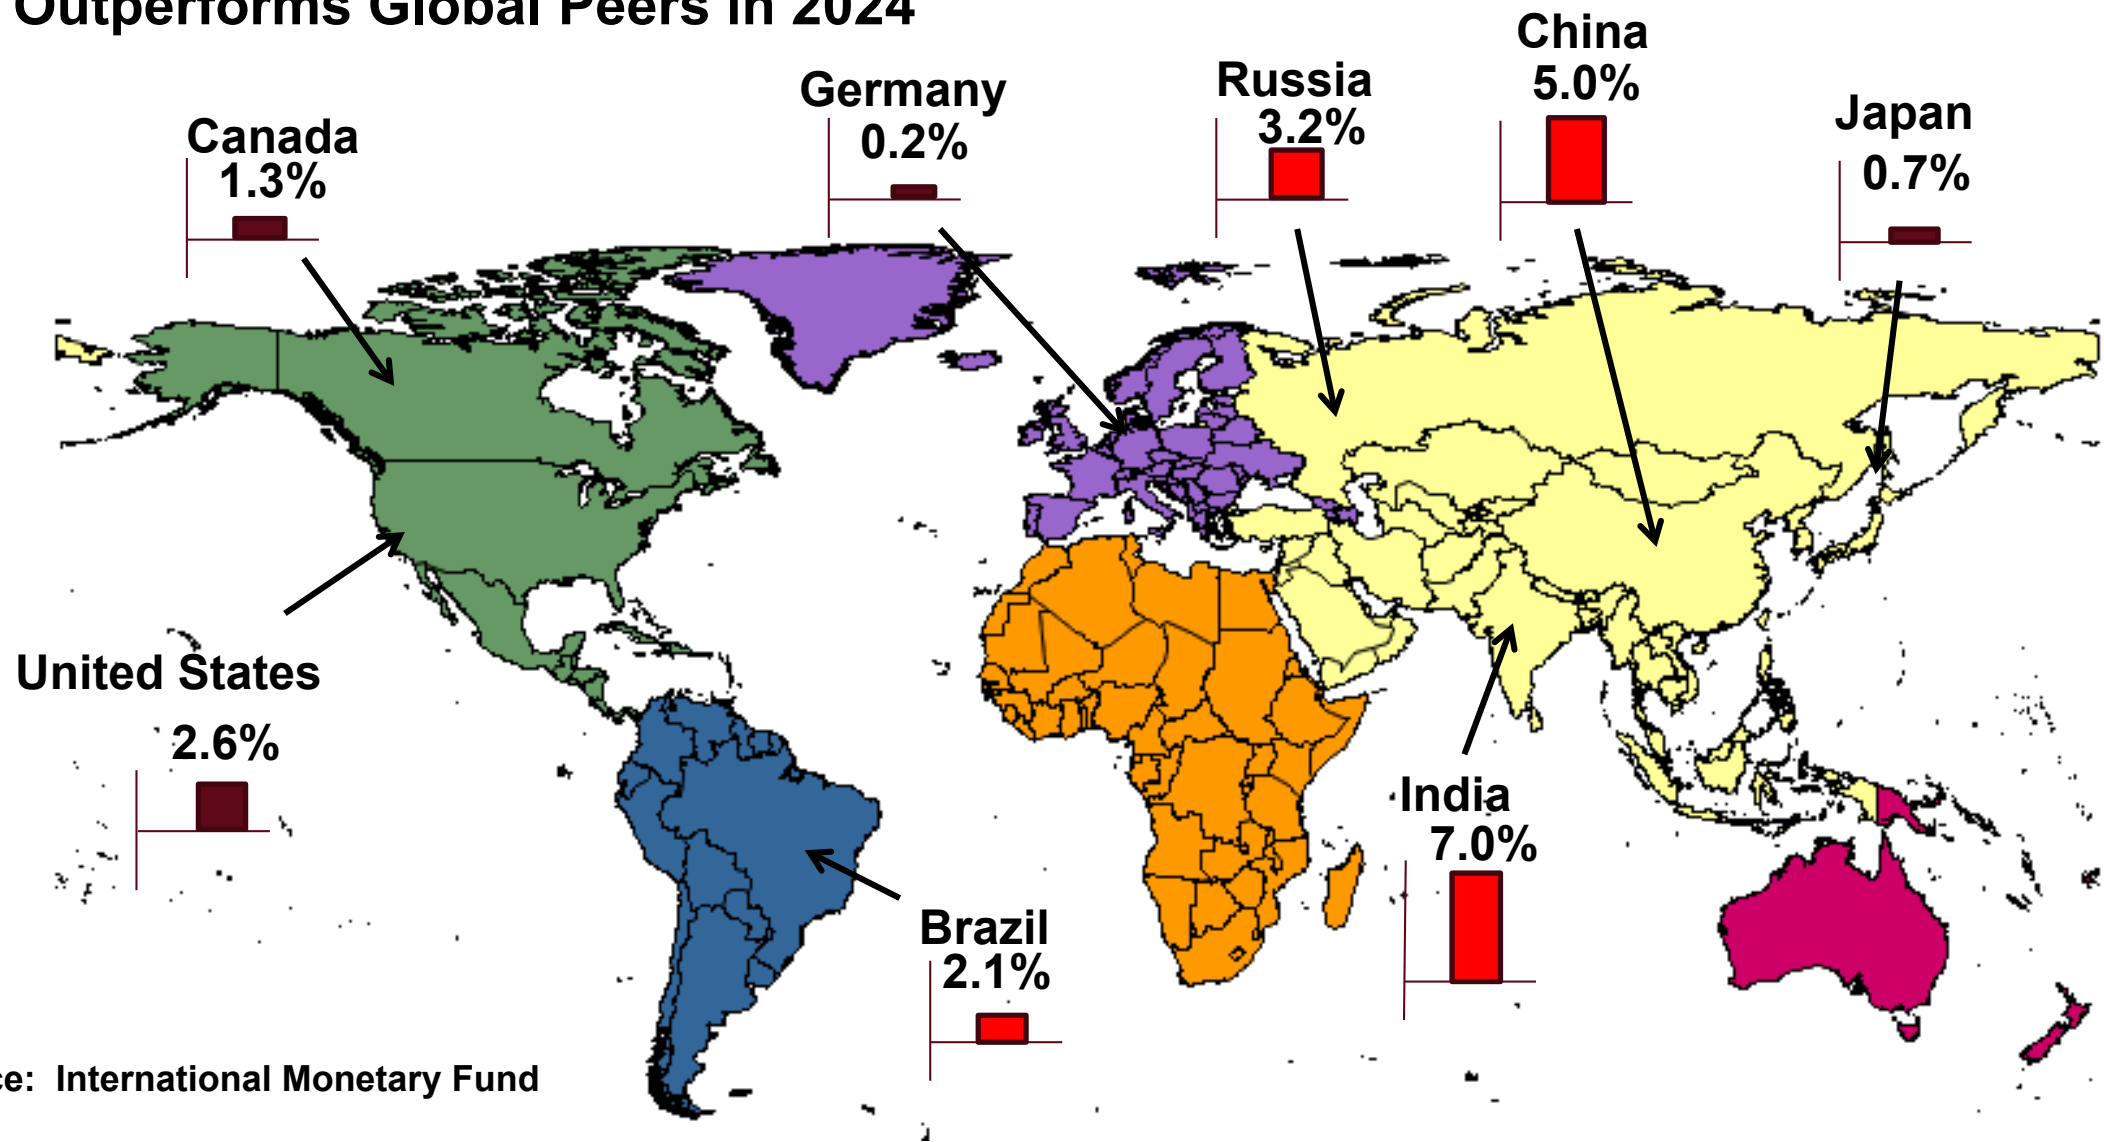 Outperforms Global Peers in 2024
China
5.0%
Germany
0.2%
Russia
3.2%
Japan
0.7%
Canada
1.3%
United States
2.6%
India
7.0%
Brazil
2.1%
International Monetary Fund